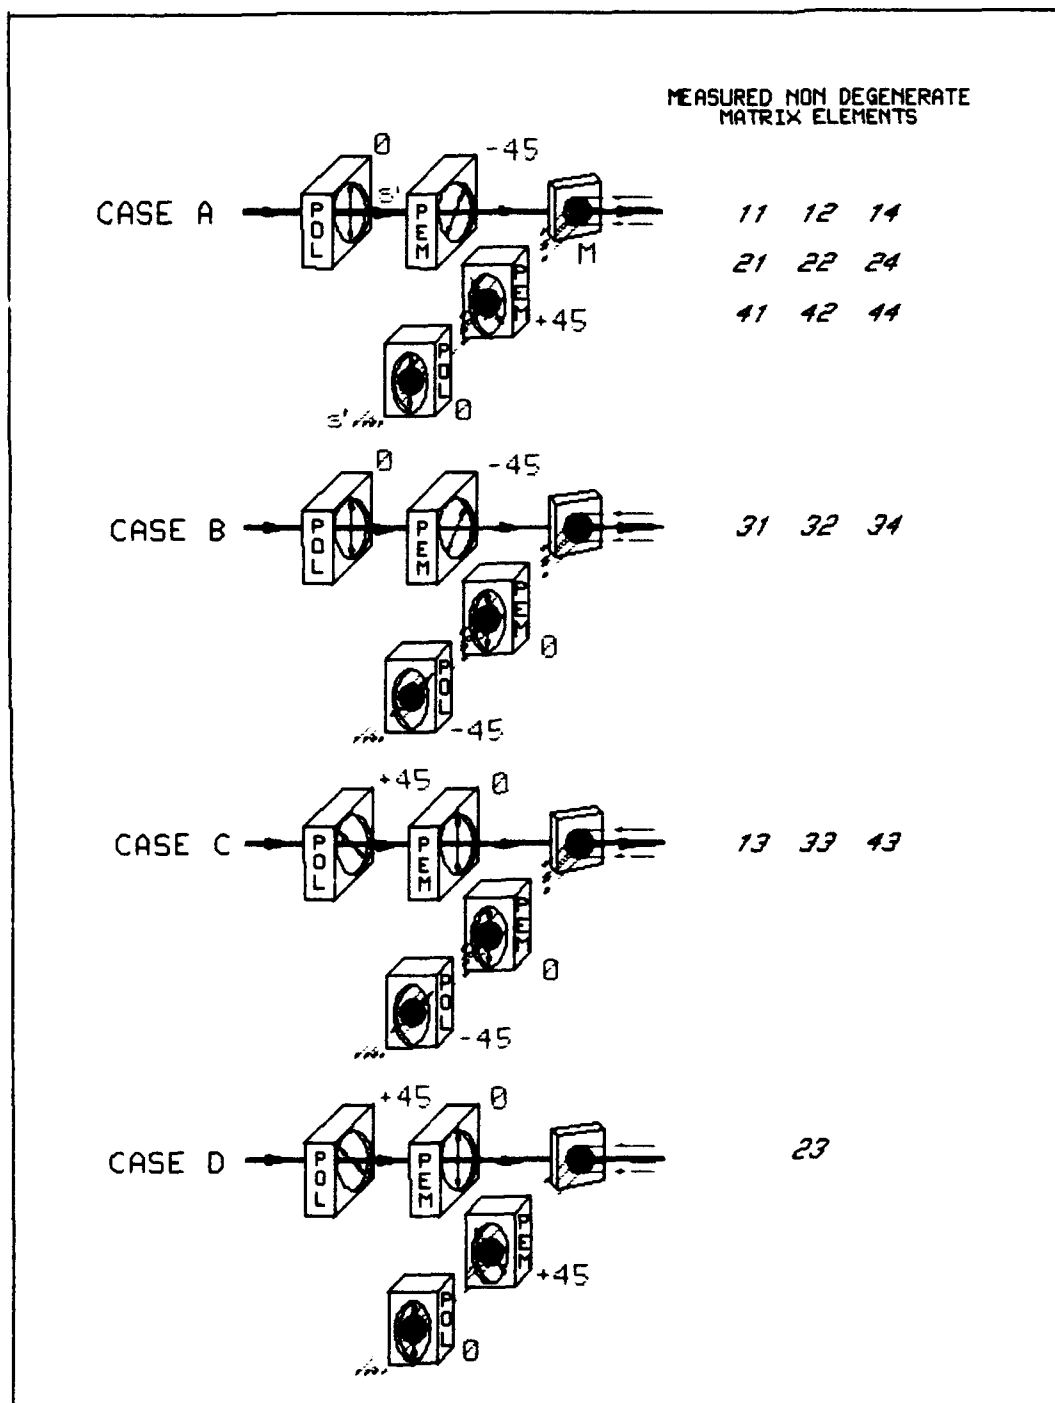 MEASURED NON DEGENERATE
MATRIX ELEMENTS
0
-45
CASE A
POL
S'
PEM
M
11 12 14
21 22 24
41 42 44
PEM
+45
POL
0
S'
0
-45
CASE B
POL
PEM
31 32 34
PEM
0
POL
-45
+45
0
CASE C
POL
PEM
13 33 43
PEM
0
POL
-45
+45
0
CASE D
POL
PEM
23
PEM
+45
POL
0